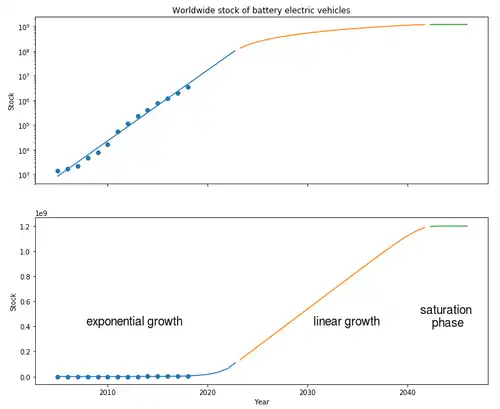 Worldwide stock of battery electric vehicles
10⁹
10⁸
10⁷
10⁶
10⁵
10⁴
10³
Stock
1e9
1.2
1.0
0.8
0.6
0.4
0.2
0.0
Stock
exponential growth
linear growth
saturation
phase
2010 2020 2030 2040
Year